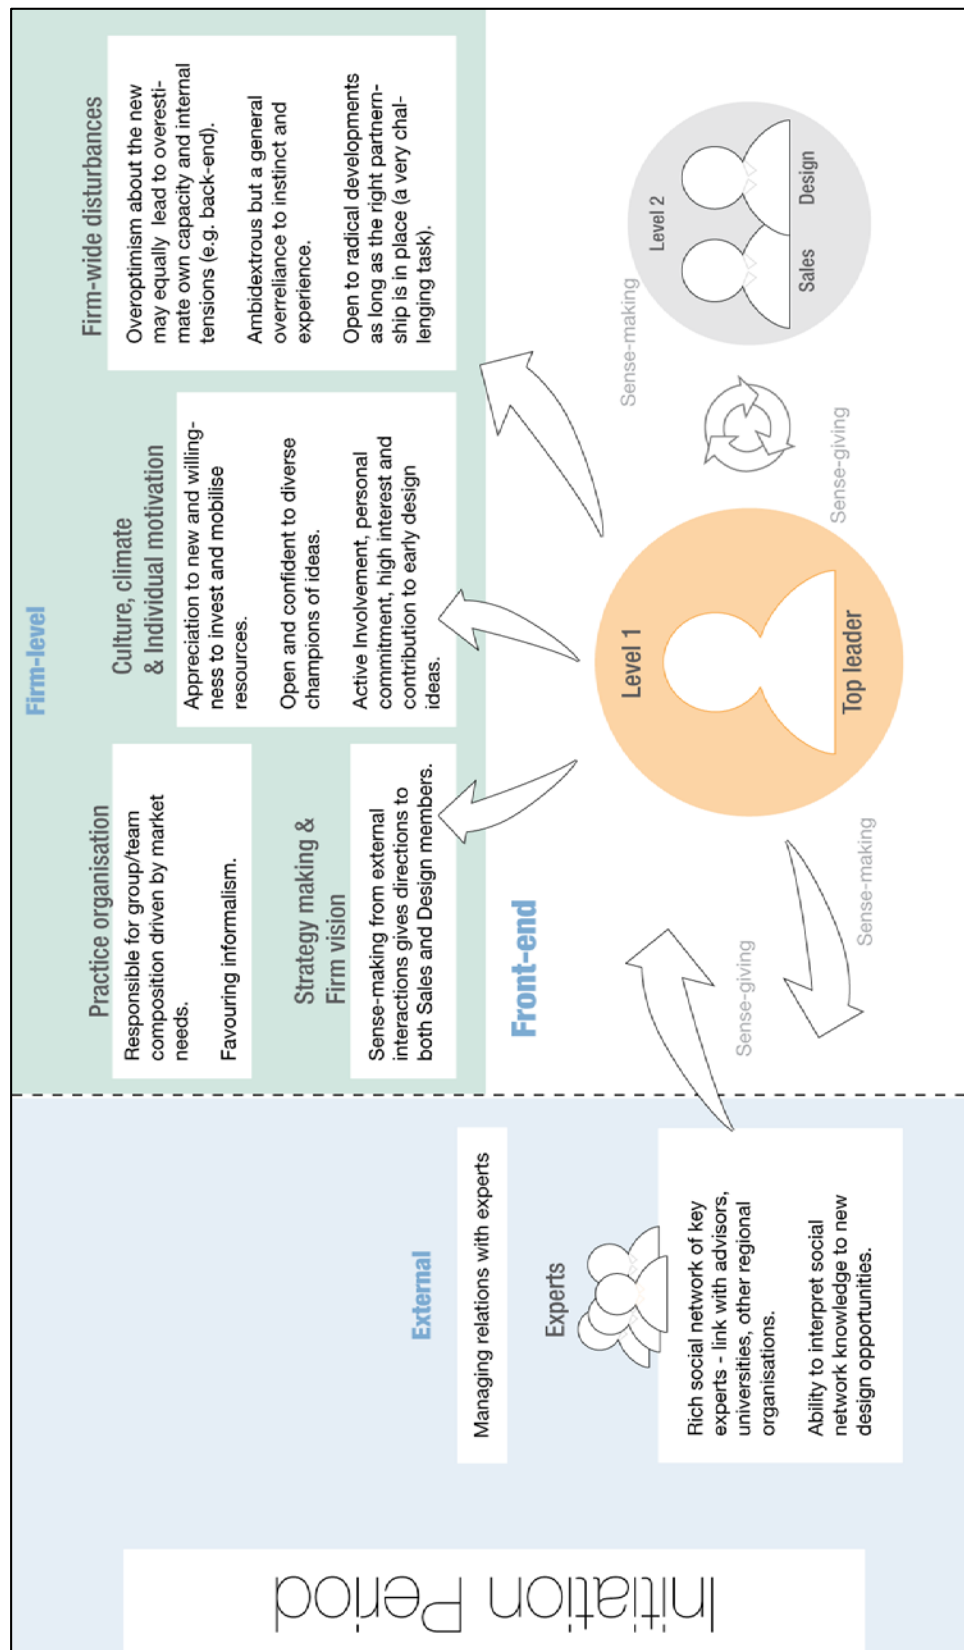 Initiation Period
External
Managing relations with experts
Experts
Rich social network of key
experts - link with advisors,
universities, other regional
organisations.
Ability to interpret social
network knowledge to new
design opportunities.
Firm-level
Practice organisation
Responsible for group/team
composition driven by market
needs.
Favouring informalism.
Strategy making &
Firm vision
Sense-making from external
interactions gives directions to
both Sales and Design members.
Culture, climate
& Individual motivation
Appreciation to new and willing-
ness to invest and mobilise
resources.
Open and confident to diverse
champions of ideas.
Active Involvement, personal
commitment, high interest and
contribution to early design
ideas.
Firm-wide disturbances
Overoptimism about the new
may equally lead to overesti-
mate own capacity and internal
tensions (e.g. back-end).
Ambidextrous but a general
overreliance to instinct and
experience.
Open to radical developments
as long as the right partnern-
ship is in place (a very chal-
lenging task).
Front-end
Sense-giving
Sense-making
Level 1
Top leader
Sense-making
Sense-giving
Level 2
Sales
Design